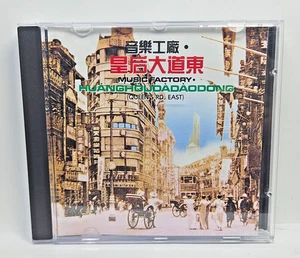 音樂工廠·
皇后大道東
MUSIC FACTORY·
HUANGHOUDADAODONG
(QUEEN'S RD. EAST)